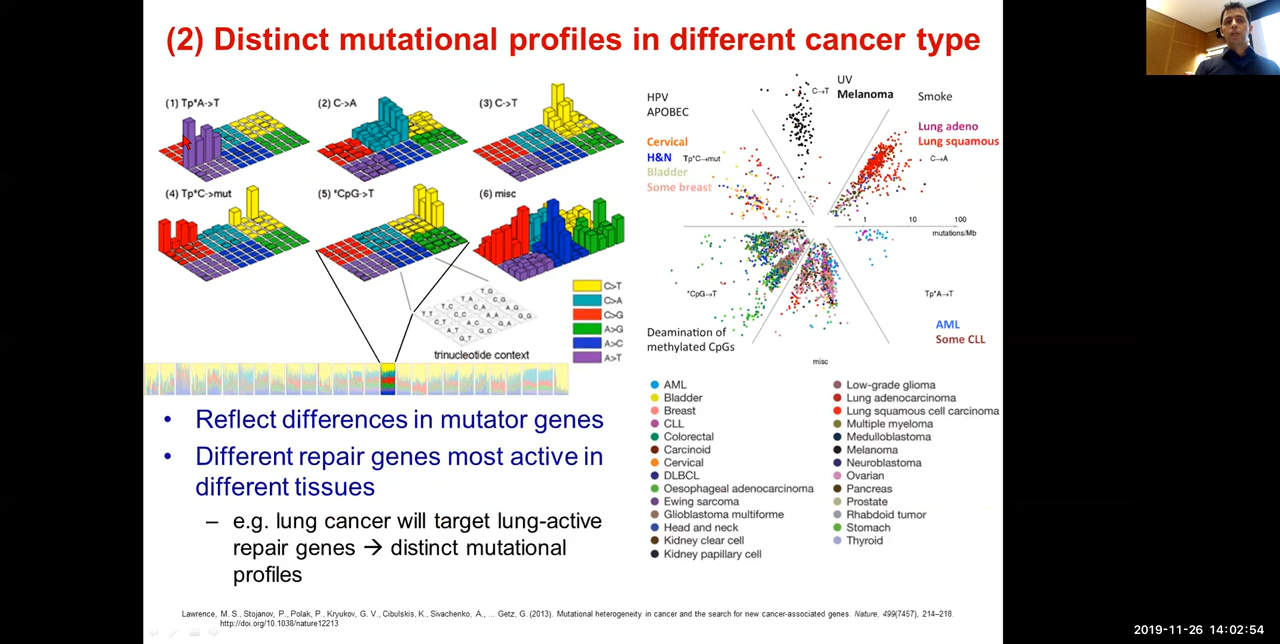 (2) Distinct mutational profiles in different cancer type
(1) Tp*A->T
(2) C->A
(3) C->T
(4) Tp*C->mut
(5) *CpG->T
(6) misc
T G
T A
C G
T C
C A
A G
T T
C C
A A
G G
C T
A C
G A
A T
G C
G T
trinucleotide context
C>T
C>A
C>G
A>G
A>C
A>T
HPV
APOBEC
Cervical
H&N
Bladder
Some breast
Tp*C→mut
C→T
UV
Melanoma
Smoke
Lung adeno
Lung squamous
C→A
1
10
100
mutations/Mb
*CpG→T
Tp*A→T
Deamination of
methylated CpGs
AML
Some CLL
misc
AML
Bladder
Breast
CLL
Colorectal
Carcinoid
Cervical
DLBCL
Oesophageal adenocarcinoma
Ewing sarcoma
Glioblastoma multiforme
Head and neck
Kidney clear cell
Kidney papillary cell
Low-grade glioma
Lung adenocarcinoma
Lung squamous cell carcinoma
Multiple myeloma
Medulloblastoma
Melanoma
Neuroblastoma
Ovarian
Pancreas
Prostate
Rhabdoid tumor
Stomach
Thyroid
• Reflect differences in mutator genes
• Different repair genes most active in
different tissues
– e.g. lung cancer will target lung-active
repair genes → distinct mutational
profiles
Lawrence, M. S., Stojanov, P., Polak, P., Kryukov, G. V., Cibulskis, K., Sivachenko, A., ... Getz, G. (2013). Mutational heterogeneity in cancer and the search for new cancer-associated genes. Nature, 499(7457), 214–218.
http://doi.org/10.1038/nature12213
2019-11-26 14:02:54